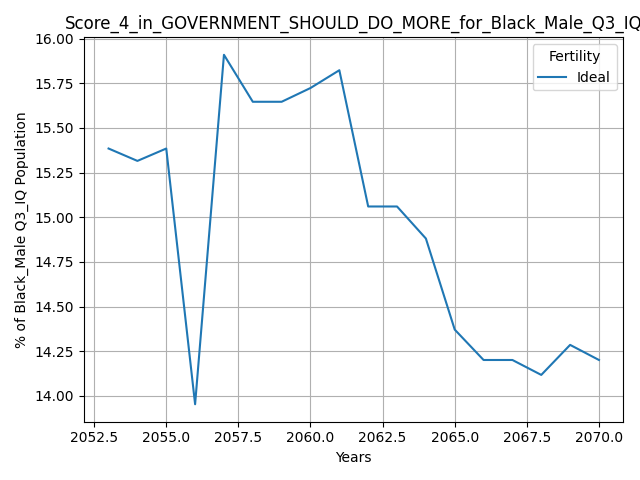 Score_4_in_GOVERNMENT_SHOULD_DO_MORE_for_Black_Male_Q3_IQ
16.00
15.75
15.50
15.25
15.00
14.75
14.50
14.25
14.00
% of Black_Male Q3_IQ Population
Fertility
Ideal
2052.5 2055.0 2057.5 2060.0 2062.5 2065.0 2067.5 2070.0
Years